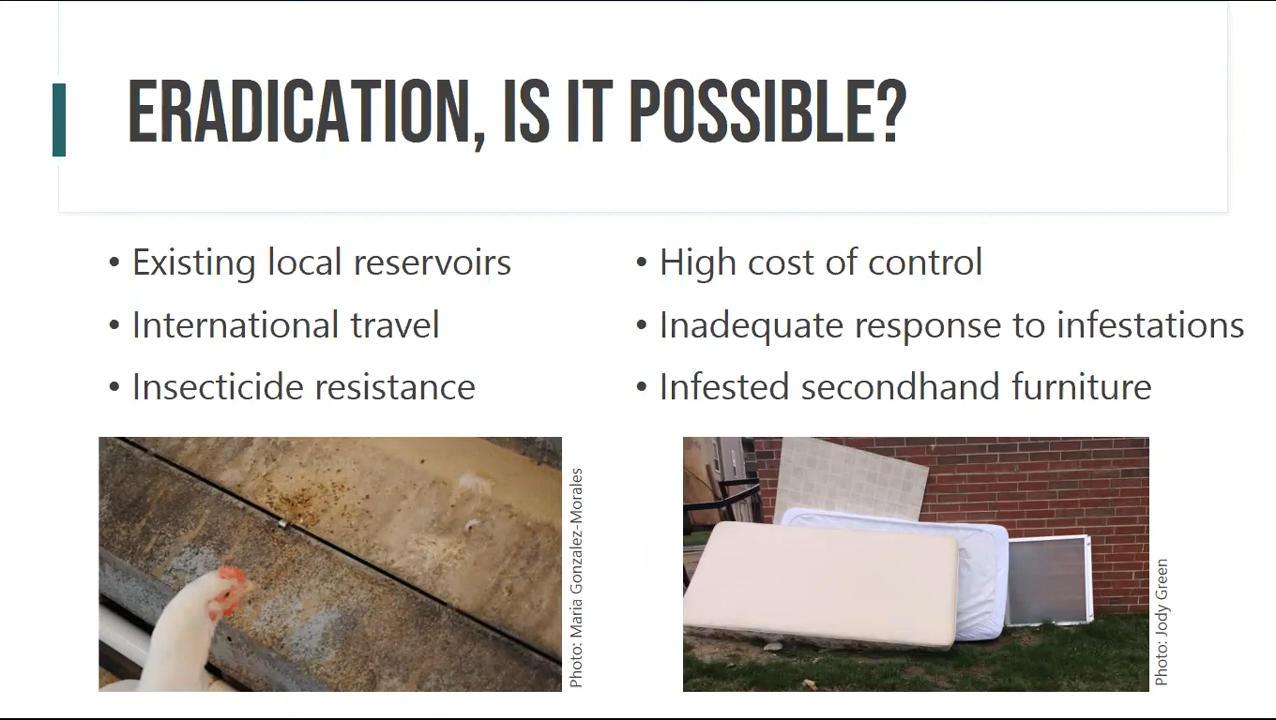 ERADICATION, IS IT POSSIBLE?
• Existing local reservoirs
• International travel
• Insecticide resistance
• High cost of control
• Inadequate response to infestations
• Infested secondhand furniture
Photo: Maria Gonzalez-Morales
Photo: Jody Green